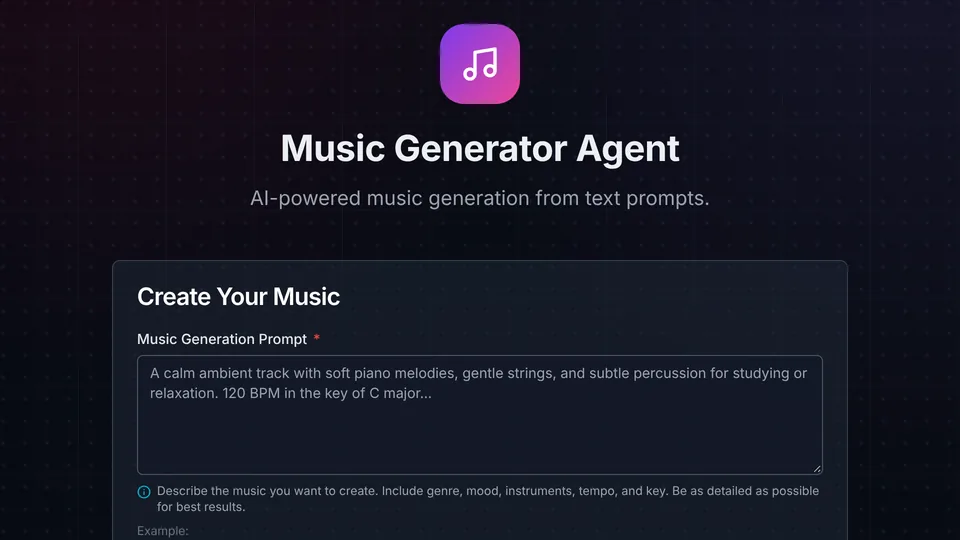 Music Generator Agent
AI-powered music generation from text prompts.
Create Your Music
Music Generation Prompt *
A calm ambient track with soft piano melodies, gentle strings, and subtle percussion for studying or
relaxation. 120 BPM in the key of C major...
Describe the music you want to create. Include genre, mood, instruments, tempo, and key. Be as detailed as possible
for best results.
Example: